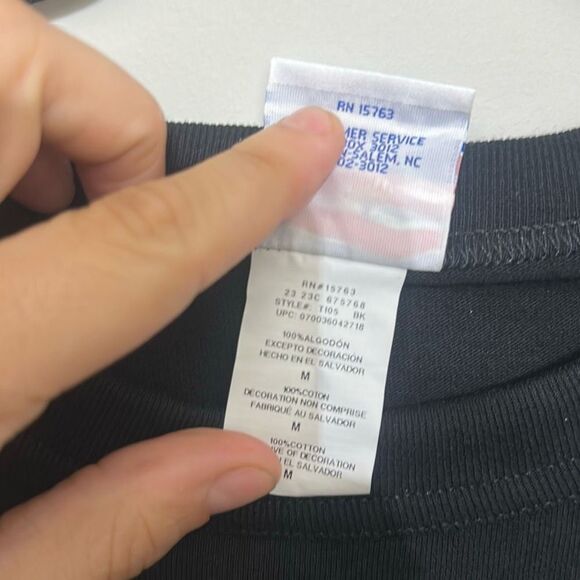 RN 15763
MER SERVICE
OX 3012
SALEM, NC
02-3012
RN#15763
23 23C 675768
STYLE#: T105 BK
UPC: 070036042718
100%ALGODÓN
EXCEPTO DECORACIÓN
HECHO EN EL SALVADOR
M
100%COTON
DECORATION NON COMPRISE
FABRIQUÉ AU SALVADOR
M
100%COTTON
VE OF DECORATION
EL SALVADOR
M